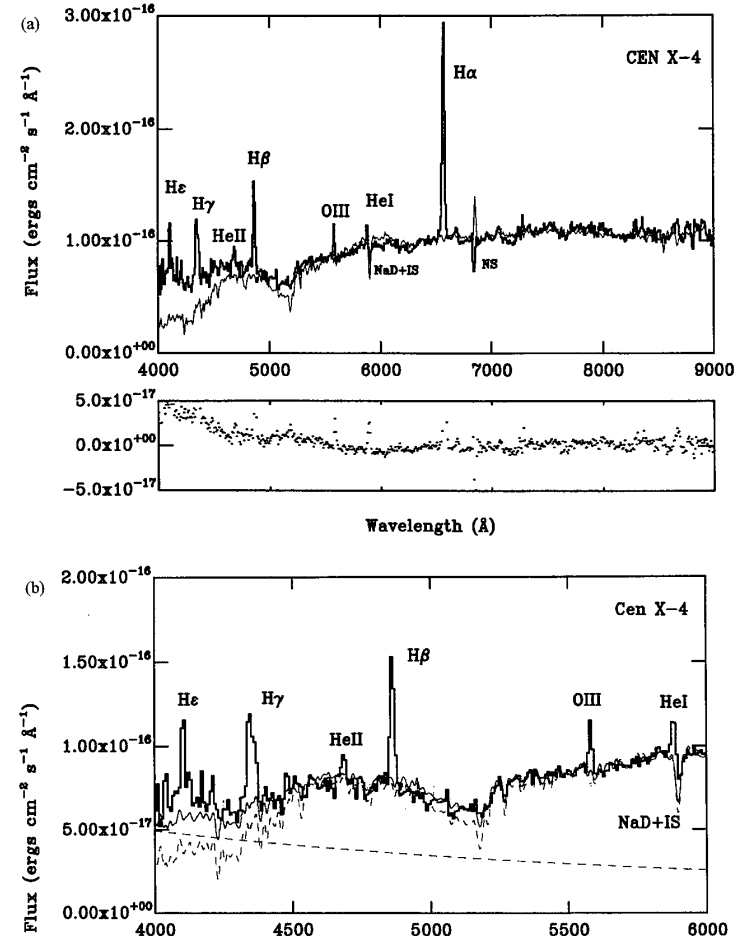 (a)
3.00x10⁻¹⁶
CEN X-4
Hα
2.00x10⁻¹⁶
Flux (ergs cm⁻² s⁻¹ Å⁻¹)
Hβ
Hε
Hγ
HeII
OIII
HeI
1.00x10⁻¹⁶
NaD+IS
NS
0.00x10⁺⁰⁰
4000 5000 6000 7000 8000 9000
5.0x10⁻¹⁷
0.0x10⁺⁰⁰
−5.0x10⁻¹⁷
Wavelength (Å)
(b)
2.00x10⁻¹⁶
Cen X-4
1.50x10⁻¹⁶
Flux (ergs cm⁻² s⁻¹ Å⁻¹)
Hβ
Hε
Hγ
OIII
HeI
HeII
1.00x10⁻¹⁶
NaD+IS
5.00x10⁻¹⁷
0.00x10⁺⁰⁰
4000 4500 5000 5500 6000